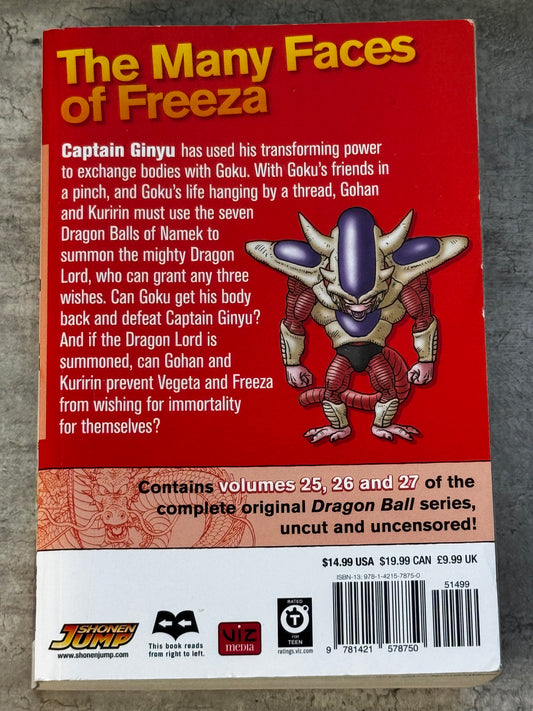 The Many Faces
of Freeza
Captain Ginyu has used his transforming power
to exchange bodies with Goku. With Goku's friends in
a pinch, and Goku's life hanging by a thread, Gohan
and Kuririn must use the seven
Dragon Balls of Namek to
summon the mighty Dragon
Lord, who can grant any three
wishes. Can Goku get his body
back and defeat Captain Ginyu?
And if the Dragon Lord is
summoned, can Gohan and
Kuririn prevent Vegeta and Freeza
from wishing for immortality
for themselves?
Contains volumes 25, 26 and 27 of the
complete original Dragon Ball series,
uncut and uncensored!
$14.99 USA $19.99 CAN £9.99 UK
ISBN-13: 978-1-4215-7875-0
51499
SHONEN
JUMP
www.shonenjump.com
This book reads
from right to left.
viz
media
RATED
T
FOR
TEEN
ratings.viz.com
9 781421 578750